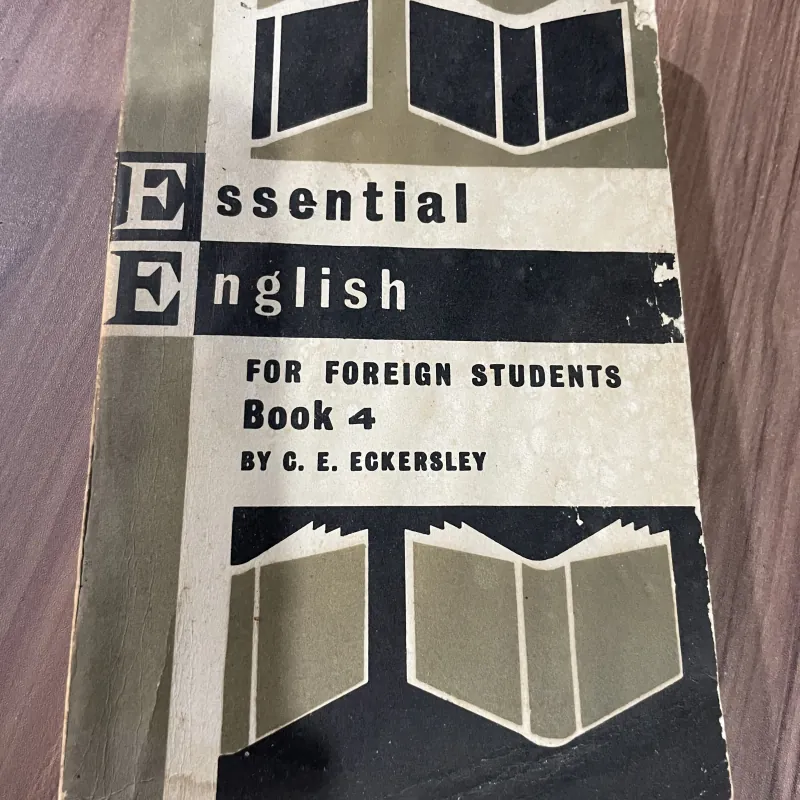 Essential
English
FOR FOREIGN STUDENTS
Book 4
BY C. E. ECKERSLEY